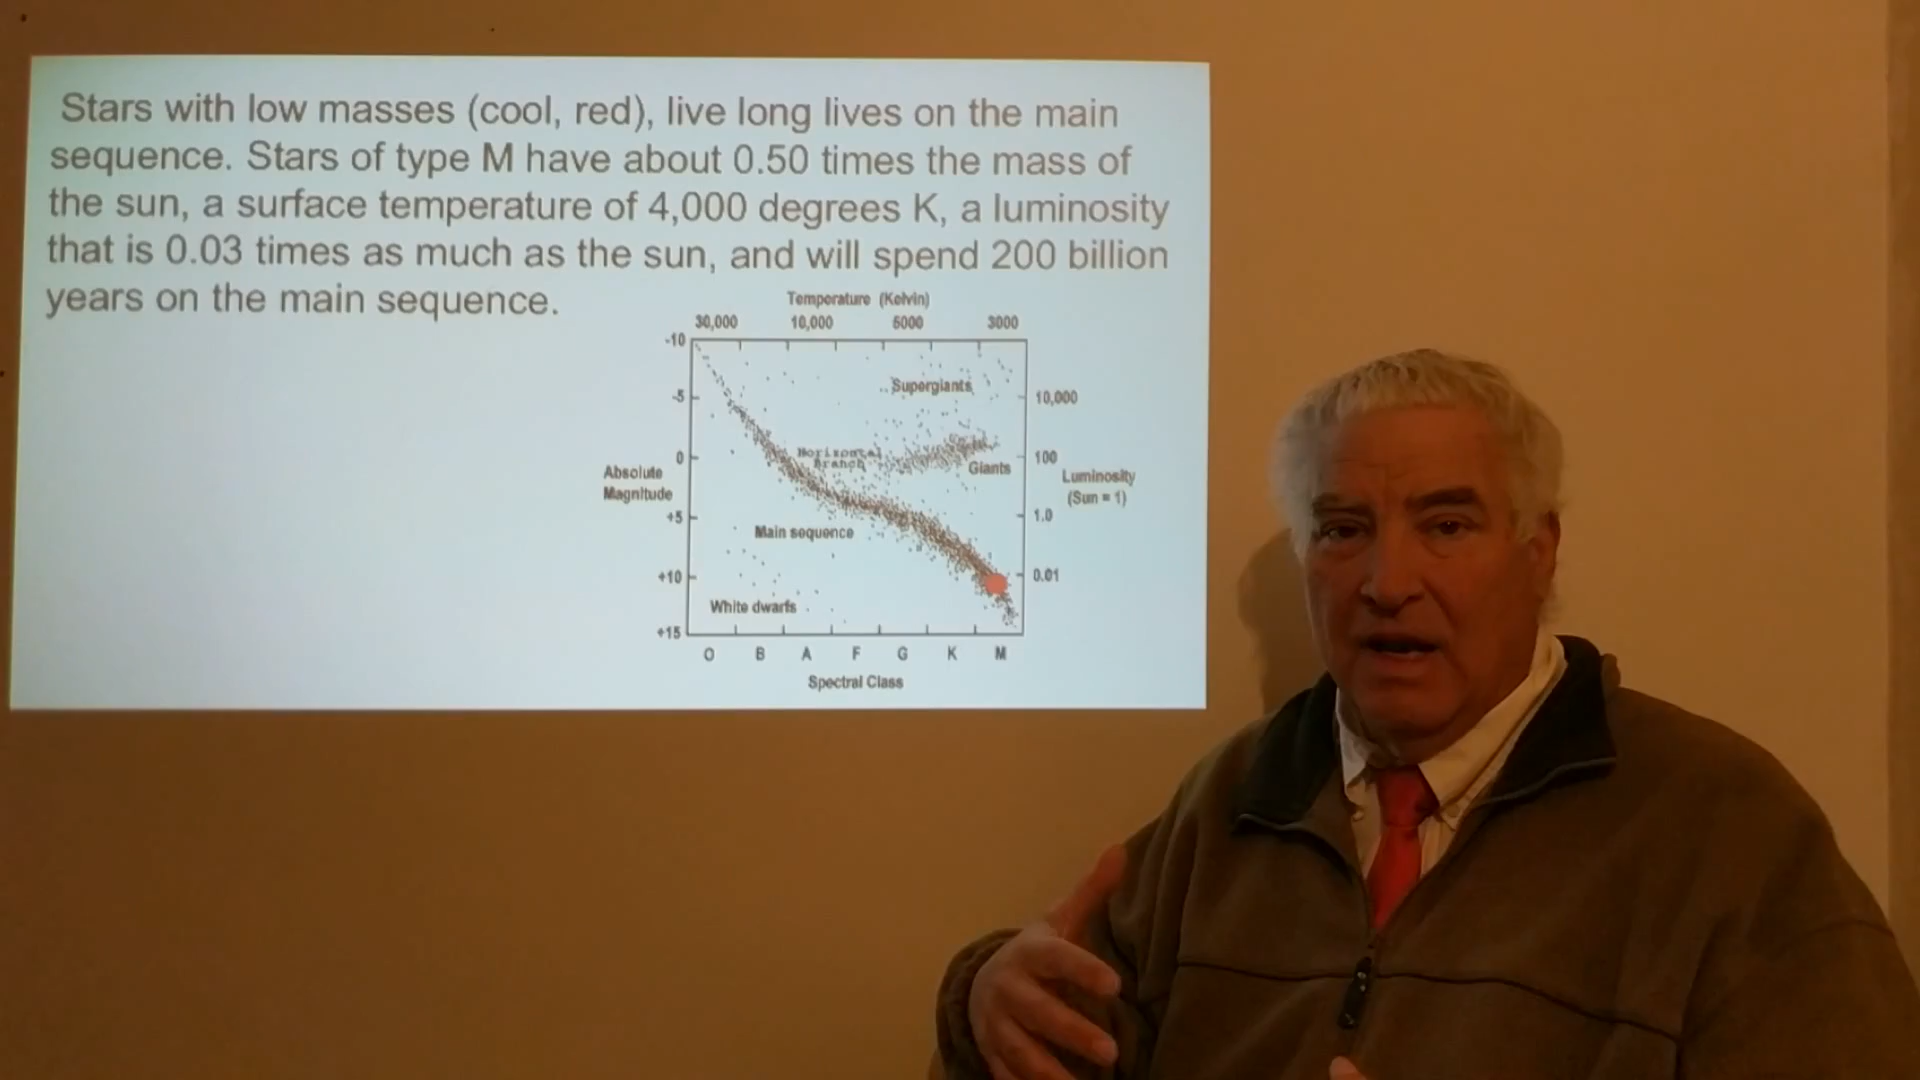 Stars with low masses (cool, red), live long lives on the main
sequence. Stars of type M have about 0.50 times the mass of
the sun, a surface temperature of 4,000 degrees K, a luminosity
that is 0.03 times as much as the sun, and will spend 200 billion
years on the main sequence.
Temperature (Kelvin)
30,000 10,000 6000 3000
-10
Supergiants
-5 10,000
Horizontal
Branch
0 100
Giants
Absolute
Magnitude
Luminosity
(Sun = 1)
+5 1.0
Main sequence
+10 0.01
White dwarfs
+15
O B A F G K M
Spectral Class